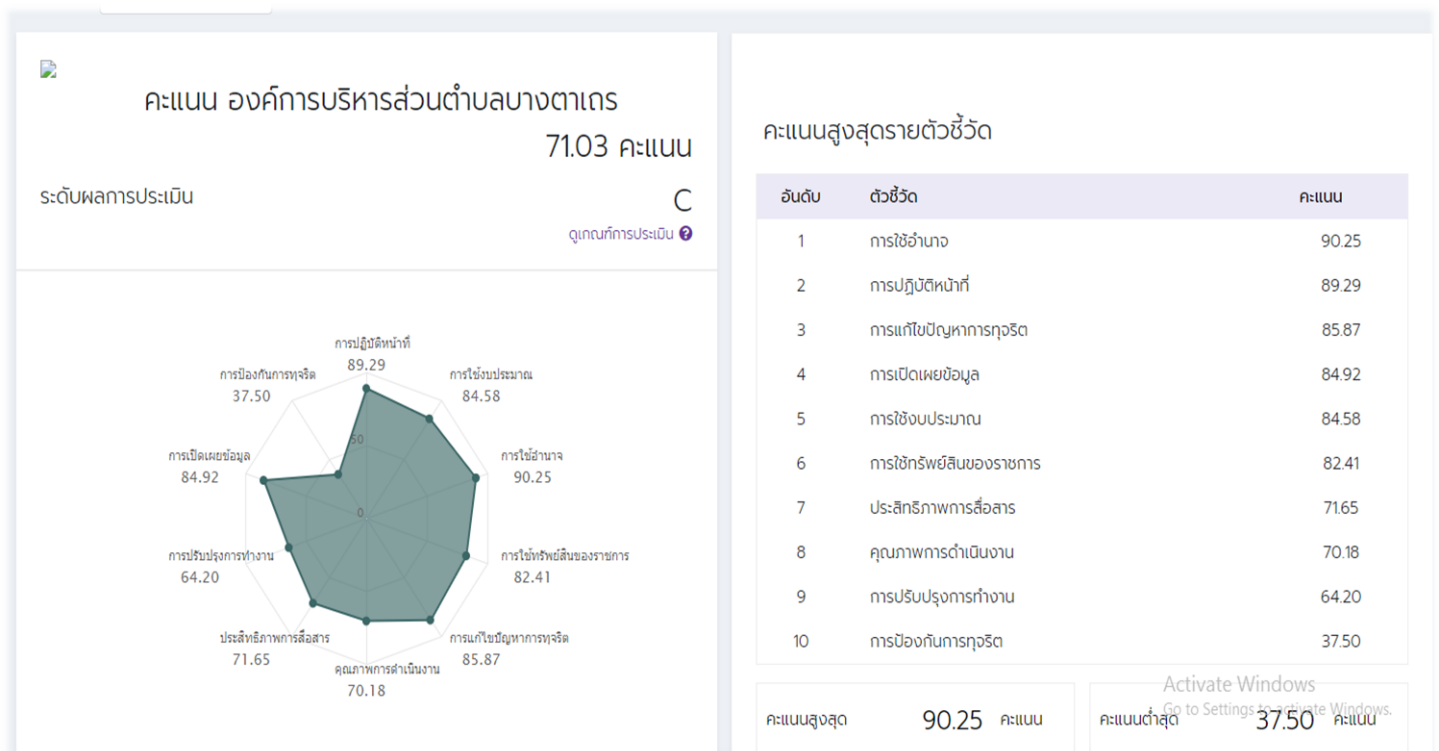 คะแนน องค์การบริหารส่วนตำบลบางตาเถร
71.03 คะแนน
ระดับผลการประเมิน
C
ดูเกณฑ์การประเมิน ?
การปฏิบัติหน้าที่
89.29
การป้องกันการทุจริต
37.50
การใช้งบประมาณ
84.58
50
การเปิดเผยข้อมูล
84.92
การใช้อำนาจ
90.25
0
การปรับปรุงการทำงาน
64.20
การใช้ทรัพย์สินของราชการ
82.41
ประสิทธิภาพการสื่อสาร
71.65
การแก้ไขปัญหาการทุจริต
85.87
คุณภาพการดำเนินงาน
70.18
คะแนนสูงสุดรายตัวชี้วัด
อันดับ ตัวชี้วัด คะแนน
1 การใช้อำนาจ 90.25
2 การปฏิบัติหน้าที่ 89.29
3 การแก้ไขปัญหาการทุจริต 85.87
4 การเปิดเผยข้อมูล 84.92
5 การใช้งบประมาณ 84.58
6 การใช้ทรัพย์สินของราชการ 82.41
7 ประสิทธิภาพการสื่อสาร 71.65
8 คุณภาพการดำเนินงาน 70.18
9 การปรับปรุงการทำงาน 64.20
10 การป้องกันการทุจริต 37.50
คะแนนสูงสุด 90.25 คะแนน
คะแนนต่ำสุด 37.50 คะแนน
Activate Windows
Go to Settings to activate Windows.